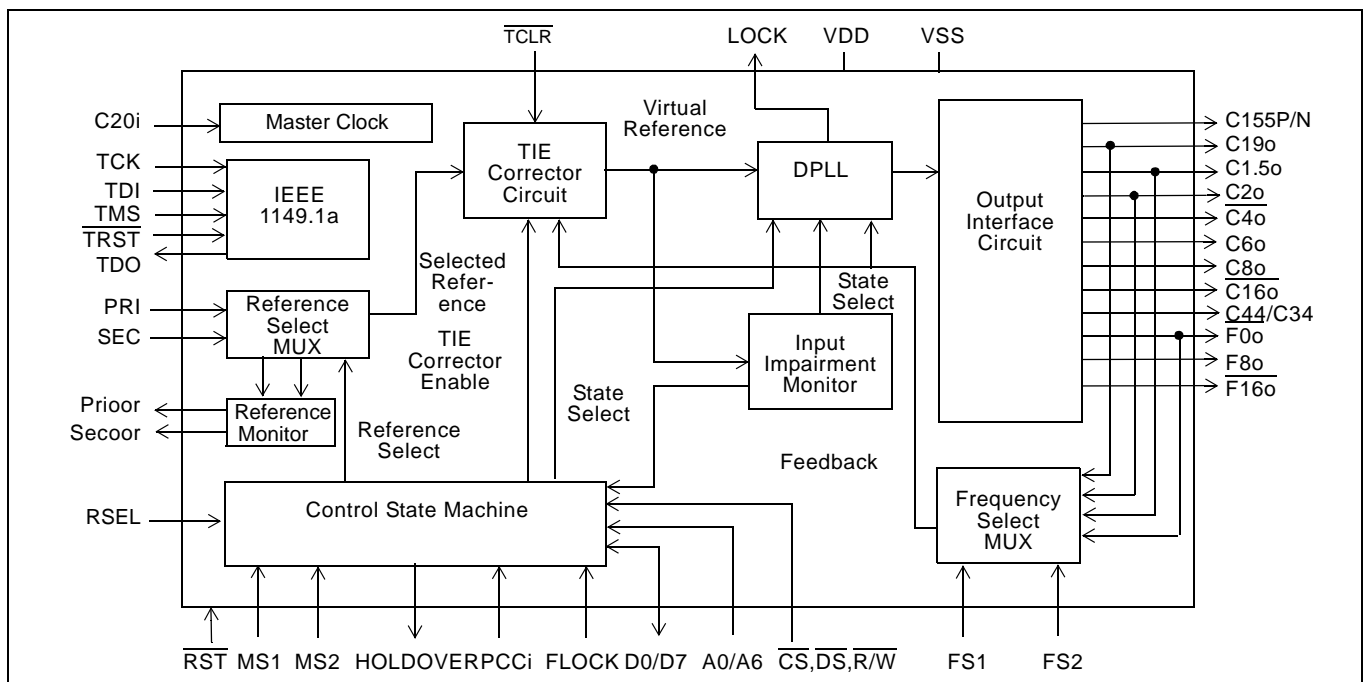 TCLR
LOCK
VDD
VSS
C20i
Master Clock
TCK
TDI
TMS
TRST
TDO
IEEE
1149.1a
TIE
Corrector
Circuit
Virtual
Reference
DPLL
Output
Interface
Circuit
C155P/N
C19o
C1.5o
C2o
C4o
C6o
C8o
C16o
C44/C34
F0o
F8o
F16o
PRI
SEC
Reference
Select
MUX
Selected
Refer-
ence
TIE
Corrector
Enable
State
Select
Input
Impairment
Monitor
State
Select
Prioor
Secoor
Reference
Monitor
Reference
Select
Feedback
RSEL
Control State Machine
Frequency
Select
MUX
RST
MS1
MS2
HOLDOVER
PCCi
FLOCK
D0/D7
A0/A6
CS,DS,R/W
FS1
FS2